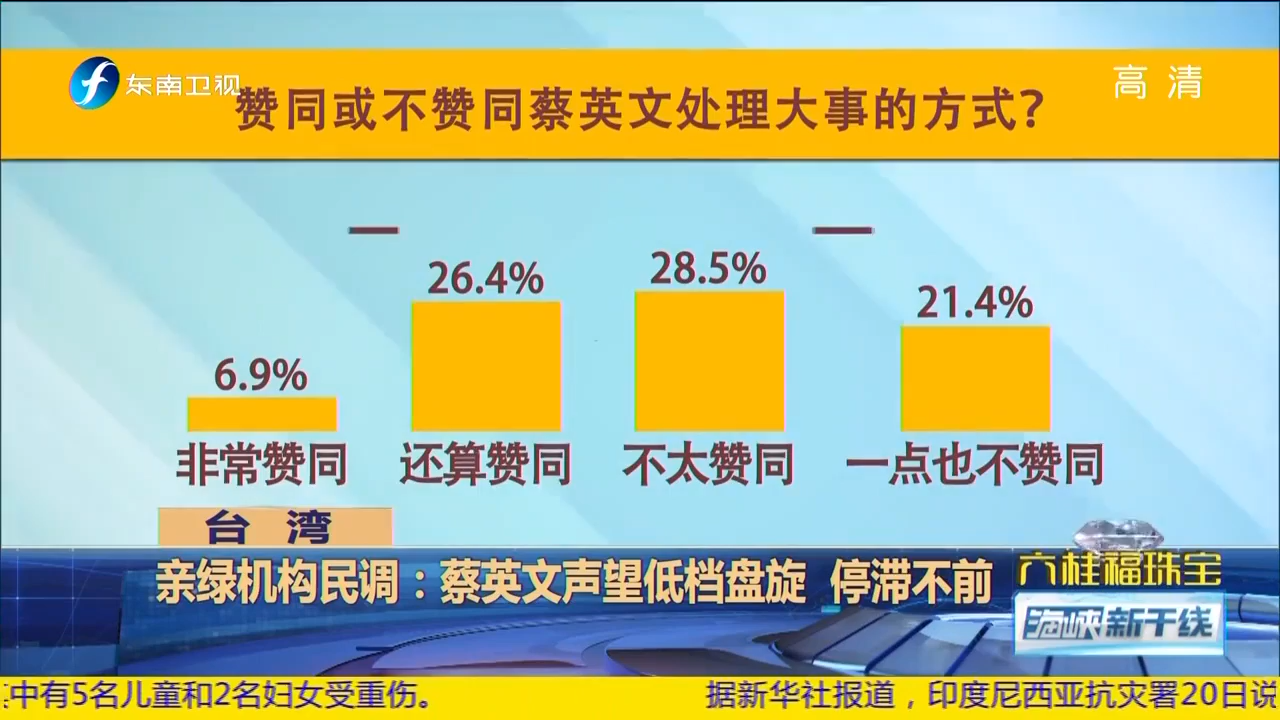 东南卫视
高清
赞同或不赞同蔡英文处理大事的方式?
6.9%
26.4%
28.5%
21.4%
非常赞同
还算赞同
不太赞同
一点也不赞同
台 湾
亲绿机构民调：蔡英文声望低档盘旋 停滞不前
六桂福珠宝
海峡新干线
中有5名儿童和2名妇女受重伤。 据新华社报道，印度尼西亚抗灾署20日说